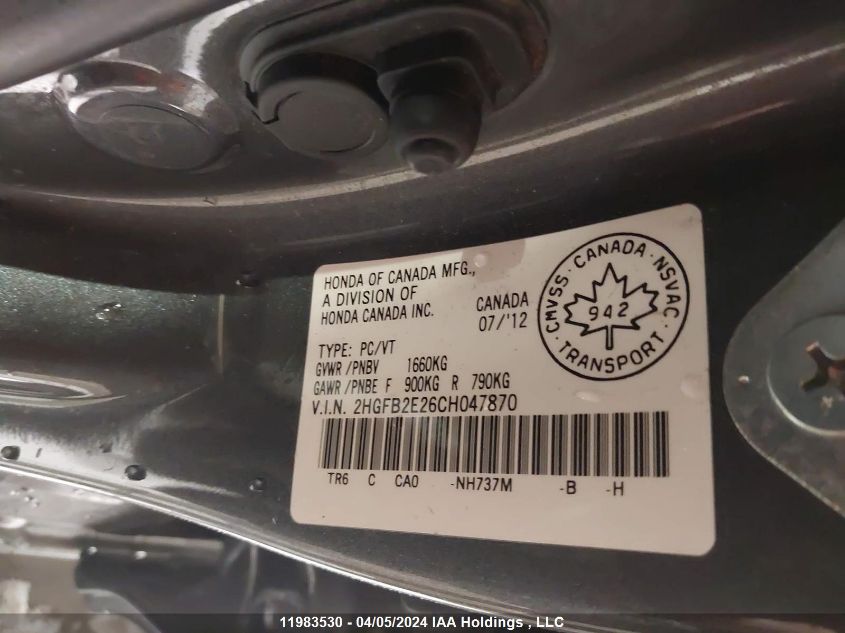 HONDA OF CANADA MFG.,
A DIVISION OF
HONDA CANADA INC.
CANADA
07/'12
CMVSS · CANADA · NSVAC
942
· TRANSPORT ·
TYPE: PC/VT
GVWR /PNBV 1660KG
GAWR /PNBE F 900KG R 790KG
V.I.N. 2HGFB2E26CH047870
TR6 C CA0 -NH737M -B -H
11983530 - 04/05/2024 IAA Holdings , LLC